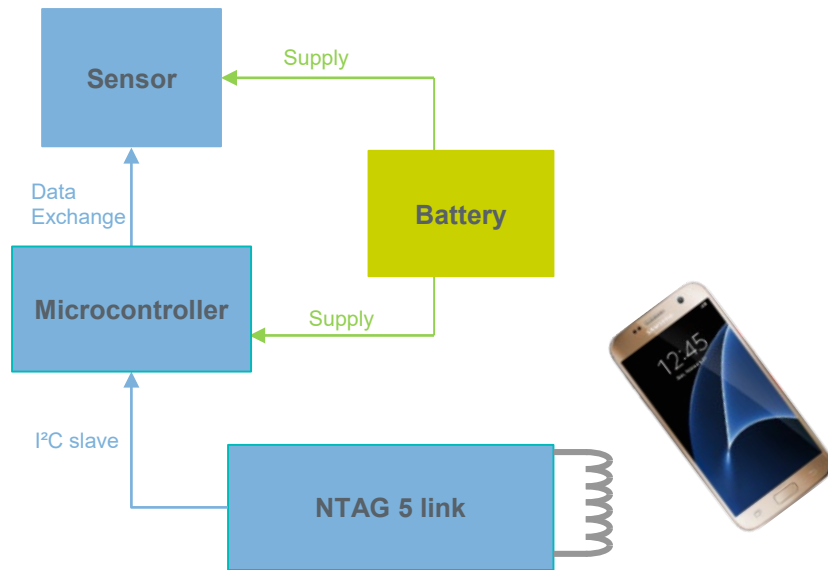 Sensor
Supply
Data
Exchange
Battery
Microcontroller
Supply
12:45
I²C slave
NTAG 5 link